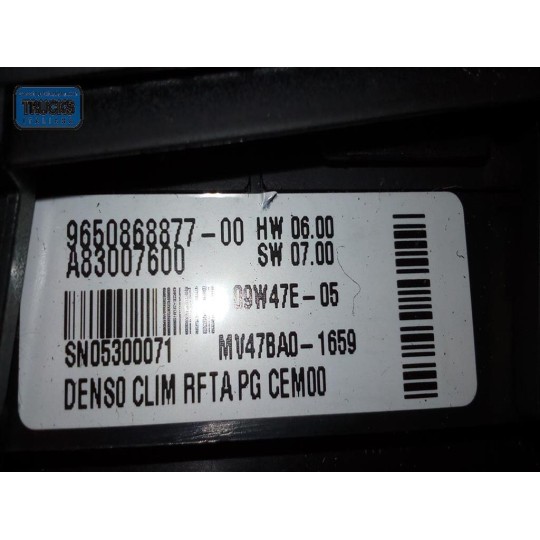 TRUCKS
9650868877-00 HW 06.00
A83007600 SW 07.00
09W47E-05
SN05300071 MV47BA0-1659
DENSO CLIM RFTA PG CEM00